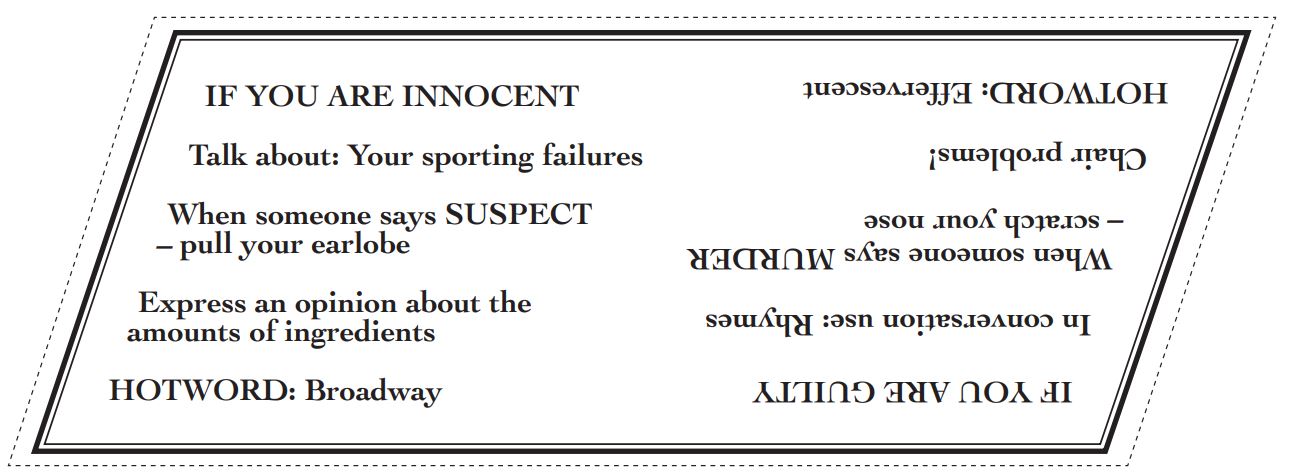 IF YOU ARE INNOCENT
Talk about: Your sporting failures
When someone says SUSPECT
– pull your earlobe
Express an opinion about the
amounts of ingredients
HOTWORD: Broadway
IF YOU ARE GUILTY
In conversation use: Rhymes
When someone says MURDER
– scratch your nose
Chair problems!
HOTWORD: Effervescent